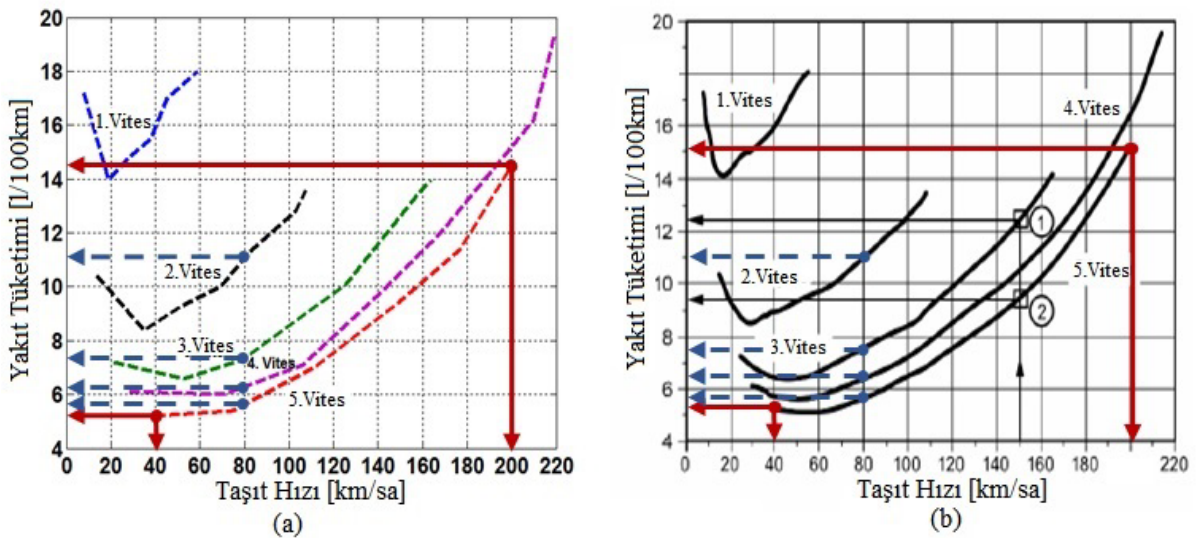 20
18
16
14
12
10
8
6
4
Yakıt Tüketimi [l/100km]
1.Vites
2.Vites
3.Vites
4. Vites
5.Vites
0 20 40 60 80 100 120 140 160 180 200 220
Taşıt Hızı [km/sa]
(a)
20
18
16
14
12
10
8
6
4
Yakıt Tüketimi [l/100km]
1.Vites
4.Vites
1
2.Vites
5.Vites
2
3.Vites
0 20 40 60 80 100 120 140 160 180 200 220
Taşıt Hızı [km/sa]
(b)